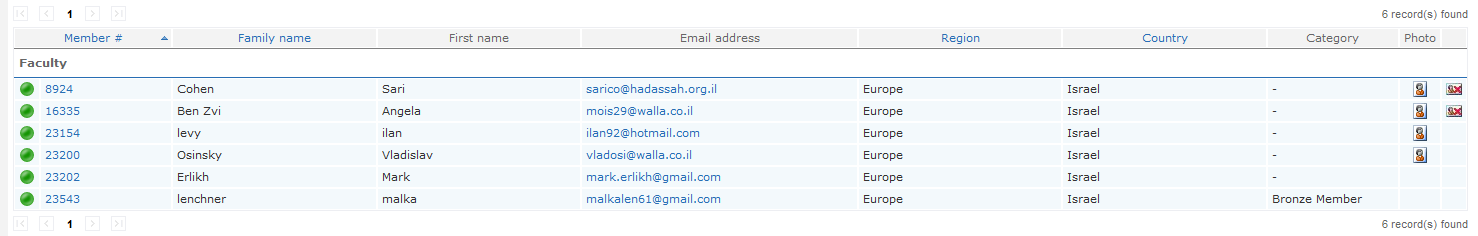 1 6 record(s) found
Member # Family name First name Email address Region Country Category Photo
Faculty
8924 Cohen Sari sarico@hadassah.org.il Europe Israel -
16335 Ben Zvi Angela mois29@walla.co.il Europe Israel -
23154 levy ilan ilan92@hotmail.com Europe Israel -
23200 Osinsky Vladislav vladosi@walla.co.il Europe Israel -
23202 Erlikh Mark mark.erlikh@gmail.com Europe Israel -
23543 lenchner malka malkalen61@gmail.com Europe Israel Bronze Member
1 6 record(s) found